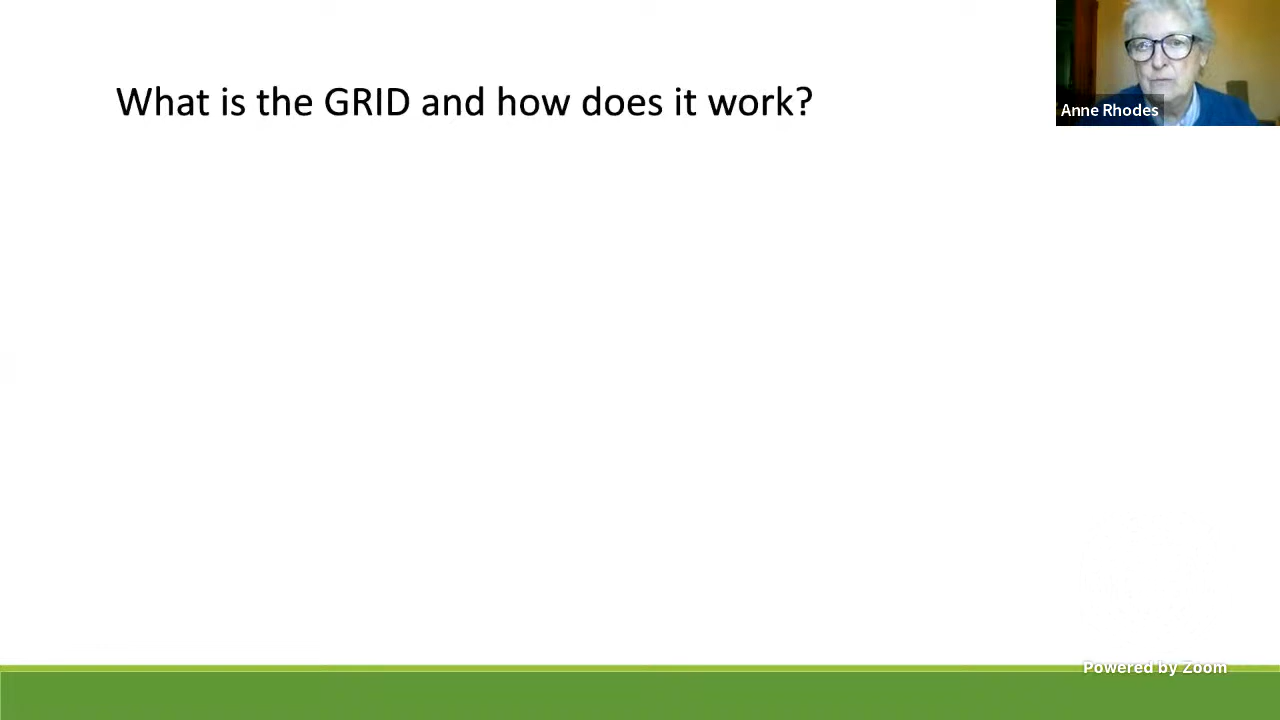 What is the GRID and how does it work?
Anne Rhodes
Powered by Zoom